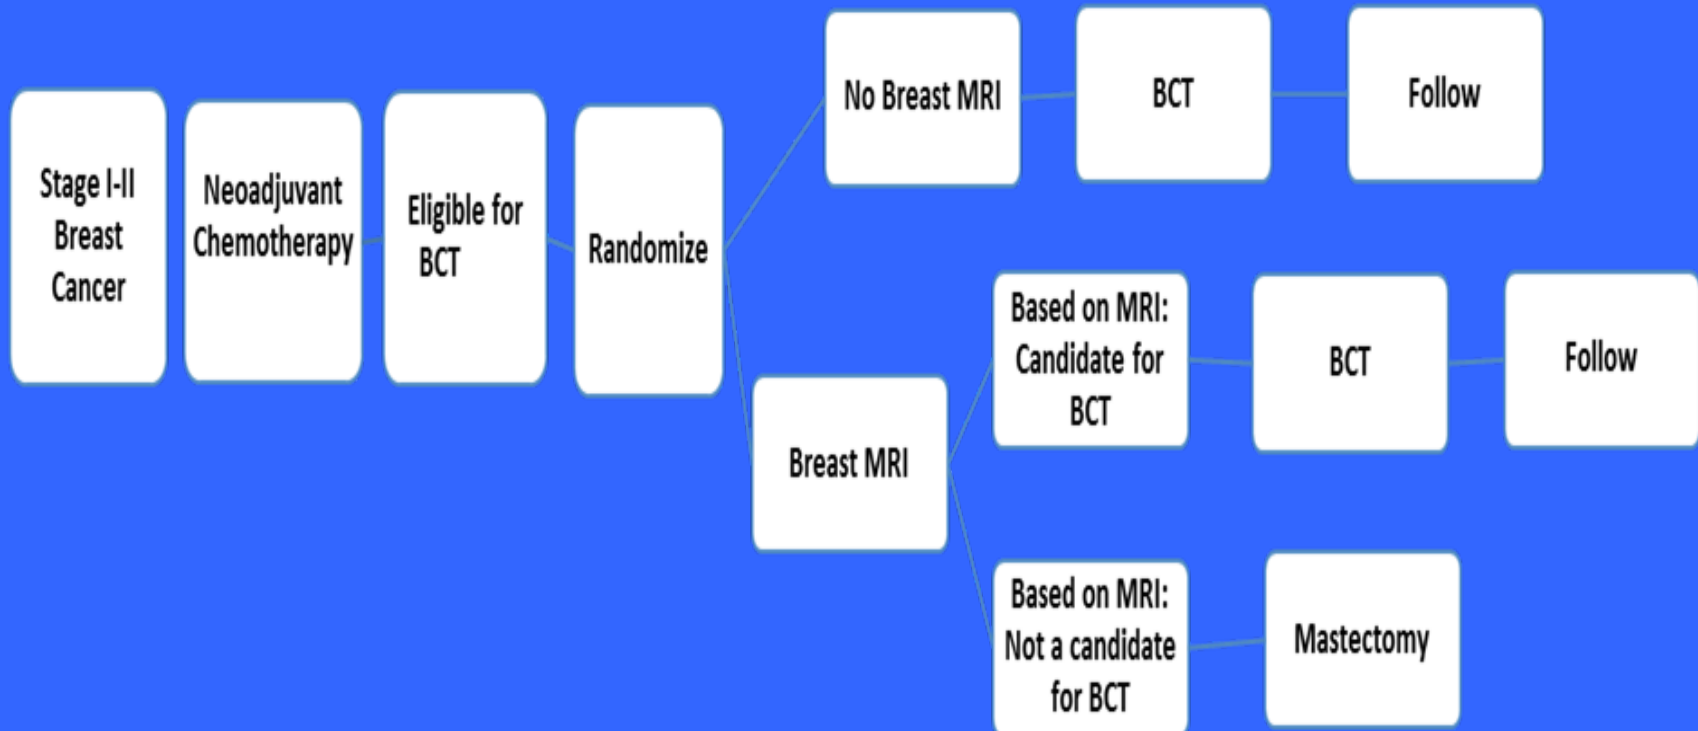 Stage I-II
Breast
Cancer
Neoadjuvant
Chemotherapy
Eligible for
BCT
Randomize
No Breast MRI
BCT
Follow
Breast MRI
Based on MRI:
Candidate for
BCT
BCT
Follow
Based on MRI:
Not a candidate
for BCT
Mastectomy